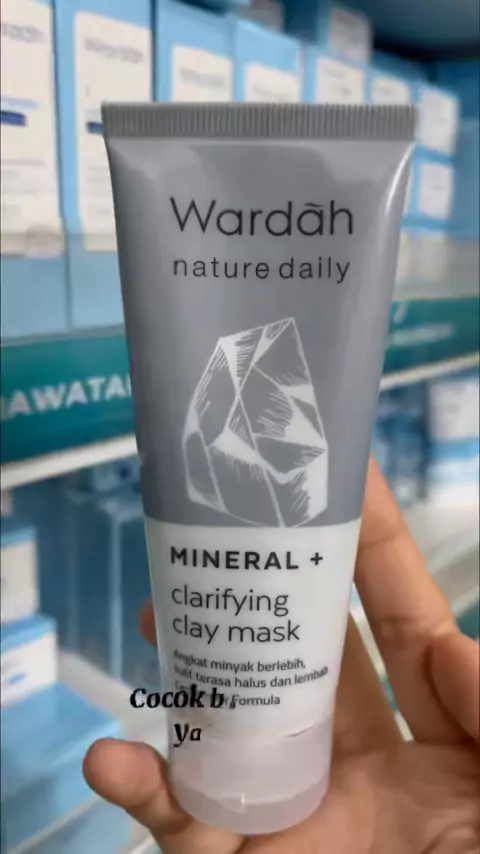 Wardah
Wardãh
nature daily
AWATA
MINERAL +
clarifying
clay mask
Angkat minyak berlebih,
kulit terasa halus dan lembab
Formula
Cocok b
Ya